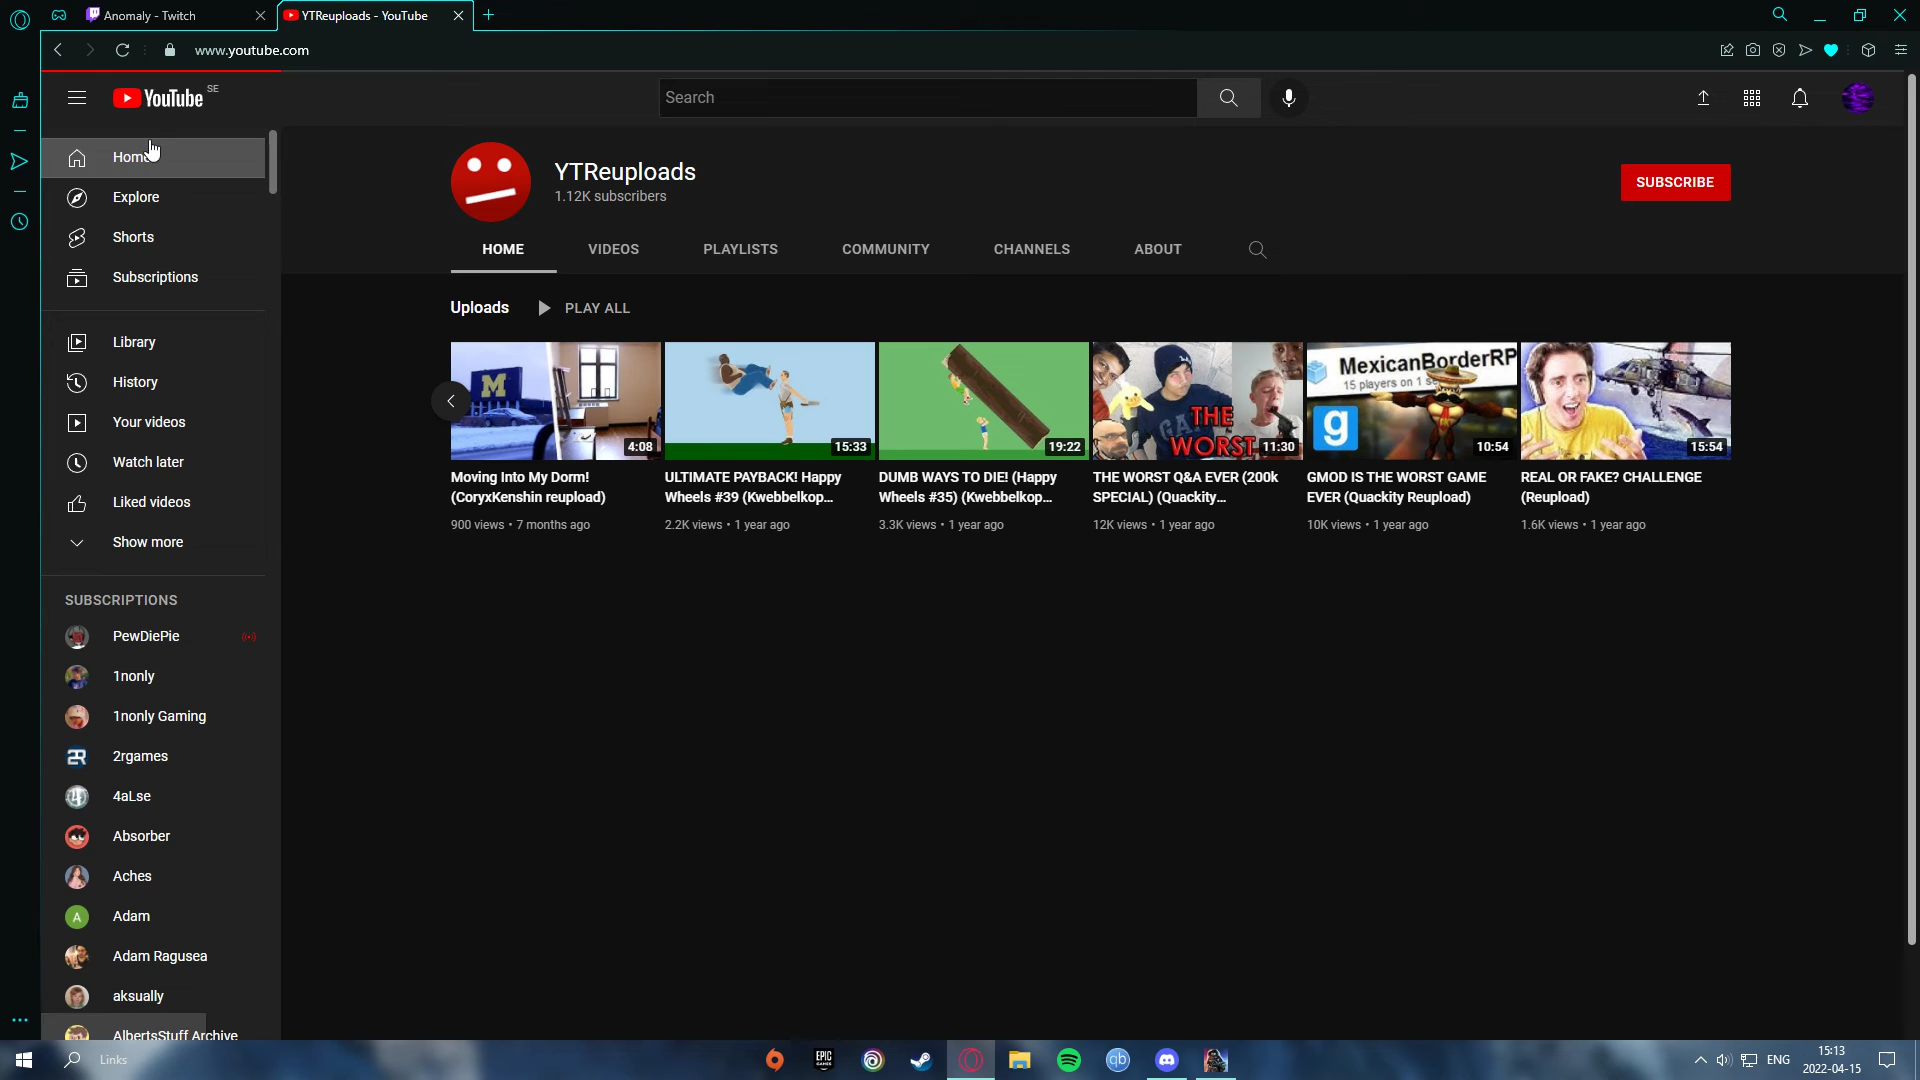 Anomaly - Twitch
YTReuploads - YouTube
www.youtube.com
YouTube SE
Search
Home
Explore
Shorts
Subscriptions
Library
History
Your videos
Watch later
Liked videos
Show more
SUBSCRIPTIONS
PewDiePie
1nonly
1nonly Gaming
2rgames
4aLse
Absorber
Aches
A Adam
Adam Ragusea
aksually
AlbertsStuff Archive
YTReuploads
1.12K subscribers
SUBSCRIBE
HOME VIDEOS PLAYLISTS COMMUNITY CHANNELS ABOUT
Uploads PLAY ALL
M
4:08
Moving Into My Dorm!
(CoryxKenshin reupload)
900 views • 7 months ago
15:33
ULTIMATE PAYBACK! Happy
Wheels #39 (Kwebbelkop...
2.2K views • 1 year ago
19:22
DUMB WAYS TO DIE! (Happy
Wheels #35) (Kwebbelkop...
3.3K views • 1 year ago
THE
WORST
11:30
THE WORST Q&A EVER (200k
SPECIAL) (Quackity...
12K views • 1 year ago
MexicanBorderRP
15 players on 1
g
10:54
GMOD IS THE WORST GAME
EVER (Quackity Reupload)
10K views • 1 year ago
15:54
REAL OR FAKE? CHALLENGE
(Reupload)
1.6K views • 1 year ago
Links
EPIC
GAMES
qb
ENG
15:13
2022-04-15